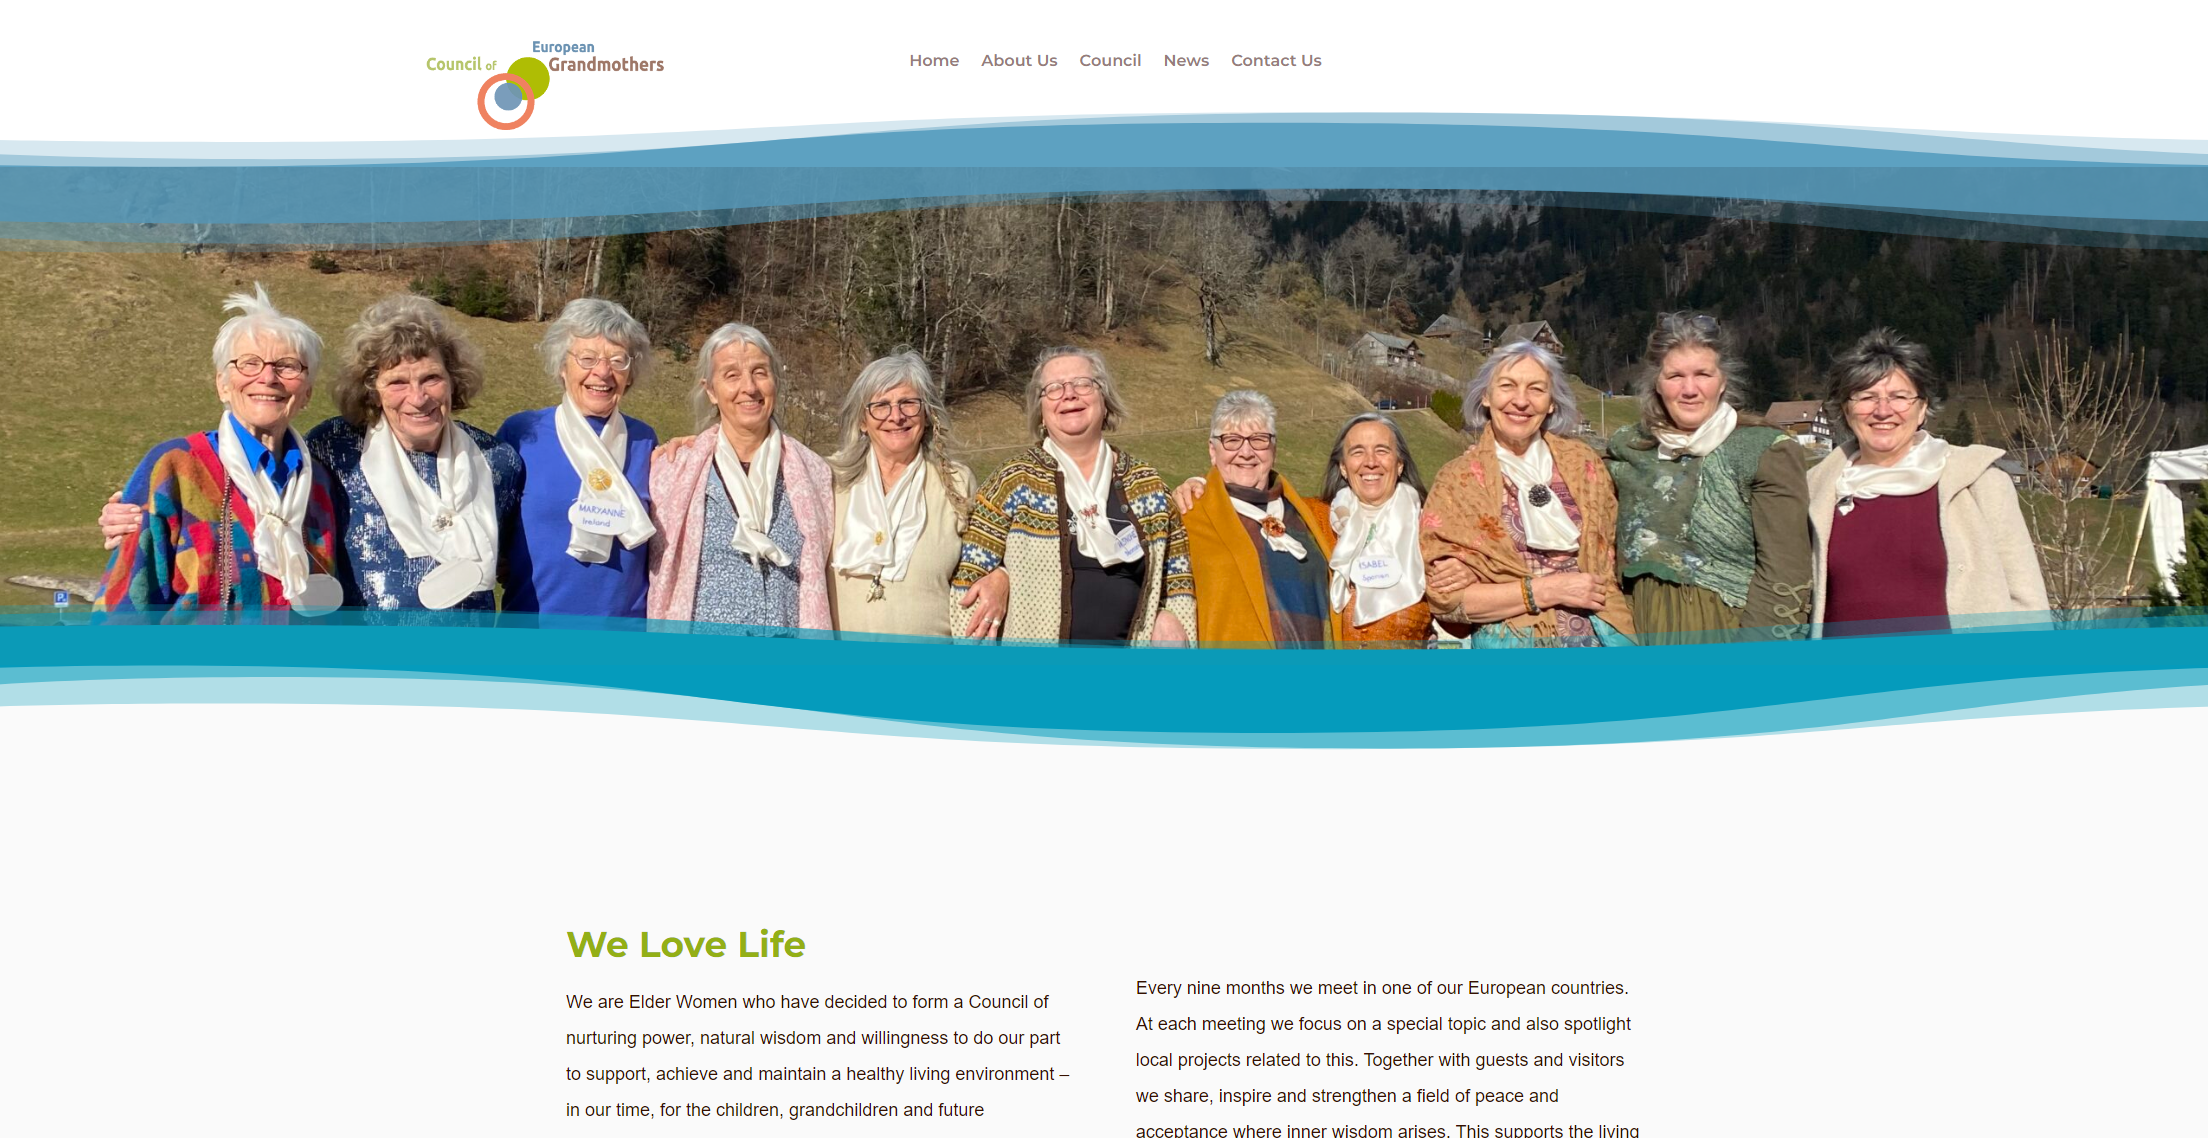 European
Council of
Grandmothers
Home
About Us
Council
News
Contact Us
MARYANNE
Ireland
ISABEL
We Love Life
We are Elder Women who have decided to form a Council of
nurturing power, natural wisdom and willingness to do our part
to support, achieve and maintain a healthy living environment –
in our time, for the children, grandchildren and future
Every nine months we meet in one of our European countries.
At each meeting we focus on a special topic and also spotlight
local projects related to this. Together with guests and visitors
we share, inspire and strengthen a field of peace and
acceptance where inner wisdom arises. This supports the living